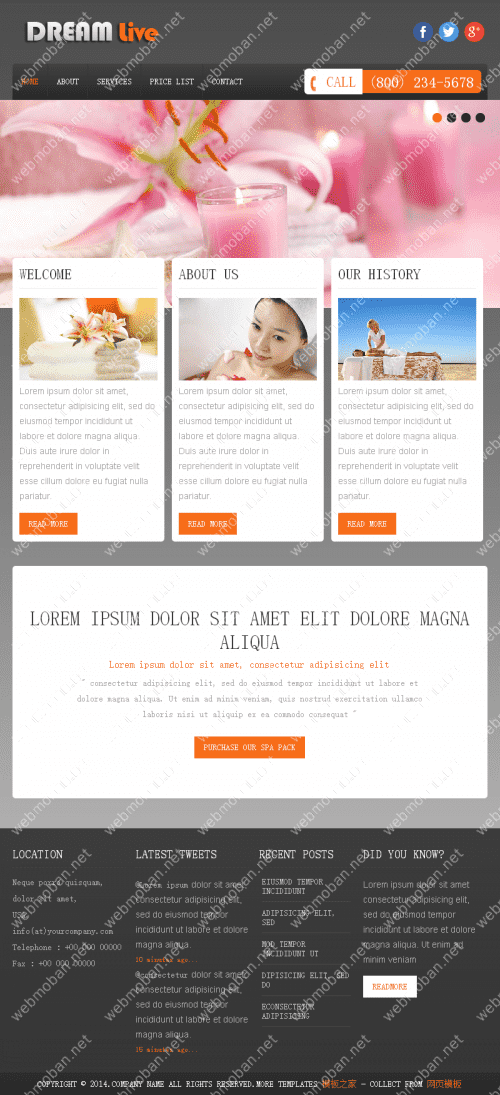 DREAM Live
HOME ABOUT SERVICES PRICE LIST CONTACT
CALL (800) 234-5678
WELCOME
Lorem ipsum dolor sit amet,
consectetur adipisicing elit, sed do
eiusmod tempor incididunt ut
labore et dolore magna aliqua.
Duis aute irure dolor in
reprehenderit in voluptate velit
esse cillum dolore eu fugiat nulla
pariatur.
READ MORE
ABOUT US
Lorem ipsum dolor sit amet,
consectetur adipisicing elit, sed do
eiusmod tempor incididunt ut
labore et dolore magna aliqua.
Duis aute irure dolor in
reprehenderit in voluptate velit
esse cillum dolore eu fugiat nulla
pariatur.
READ MORE
OUR HISTORY
Lorem ipsum dolor sit amet,
consectetur adipisicing elit, sed do
eiusmod tempor incididunt ut
labore et dolore magna aliqua.
Duis aute irure dolor in
reprehenderit in voluptate velit
esse cillum dolore eu fugiat nulla
pariatur.
READ MORE
LOREM IPSUM DOLOR SIT AMET ELIT DOLORE MAGNA
ALIQUA
Lorem ipsum dolor sit amet, consectetur adipisicing elit
" consectetur adipisicing elit, sed do eiusmod tempor incididunt ut labore et
dolore magna aliqua. Ut enim ad minim veniam, quis nostrud exercitation ullamco
laboris nisi ut aliquip ex ea commodo consequat "
PURCHASE OUR SPA PACK
LOCATION
Neque porro quisquam,
dolor sit amet,
USA
info(at)yourcompany.com
Telephone : +00 000 00000
Fax : +00 000 00000
LATEST TWEETS
@Lorem ipsum dolor sit amet,
consectetur adipisicing elit,
sed do eiusmod tempor
incididunt ut labore et dolore
magna aliqua.
10 minutes ago...
@consectetur dolor sit amet,
consectetur adipisicing elit,
sed do eiusmod tempor
incididunt ut labore et dolore
magna aliqua.
15 minutes ago...
RECENT POSTS
EIUSMOD TEMPOR
INCIDIDUNT
ADIPISICING ELIT,
SED
MOD TEMPOR
INCIDIDUNT UT
DIPISICING ELIT, SED
DO
ECONSECTETUR
ADIPISICING
DID YOU KNOW?
Lorem ipsum dolor sit amet
consectetur adipisicing elit,
sed do eiusmod tempor
incididunt ut labore et dolore
magna aliqua. Ut enim ad
minim veniam
READMORE
COPYRIGHT © 2014.COMPANY NAME ALL RIGHTS RESERVED.MORE TEMPLATES 模板之家 - COLLECT FROM 网页模板
webmoban.net